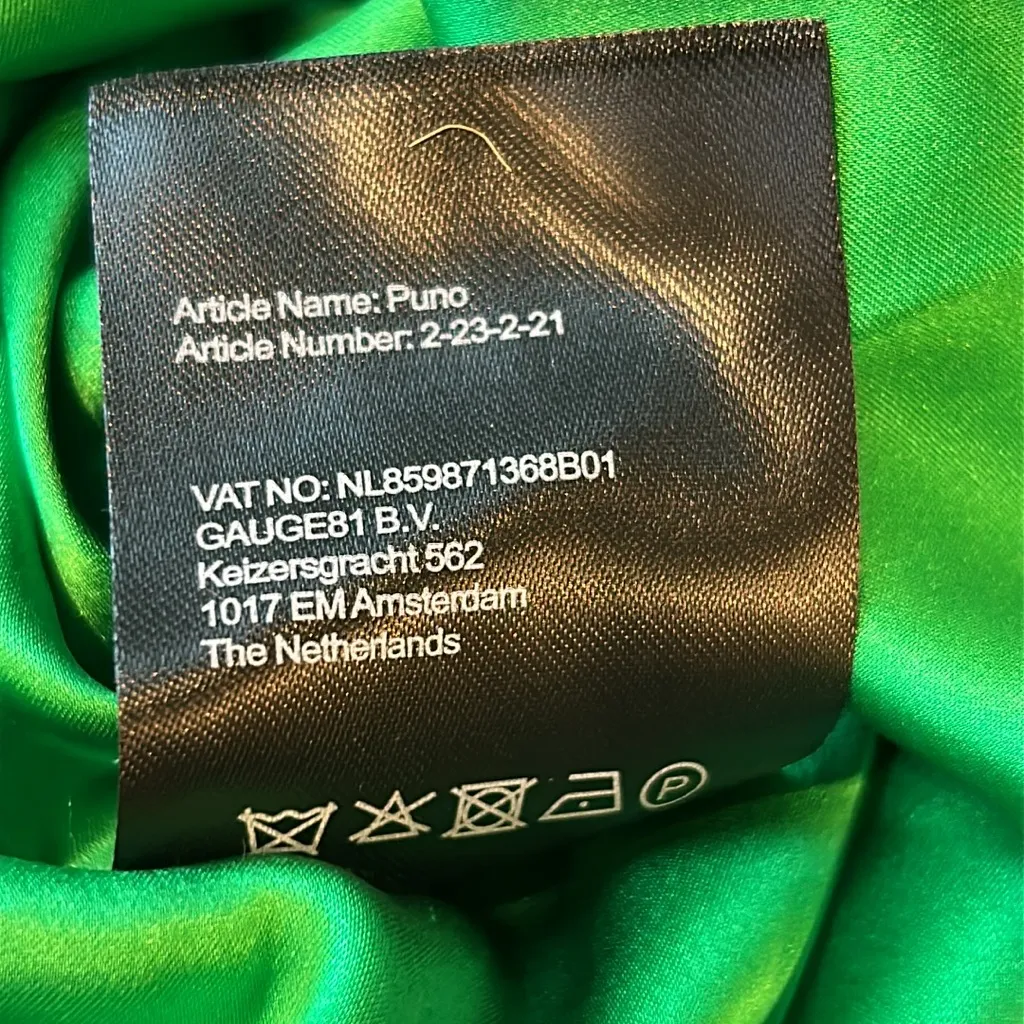 Article Name: Puno
Article Number: 2-23-2-21
VAT NO: NL859871368B01
GAUGE81 B.V.
Keizersgracht 562
1017 EM Amsterdam
The Netherlands
P